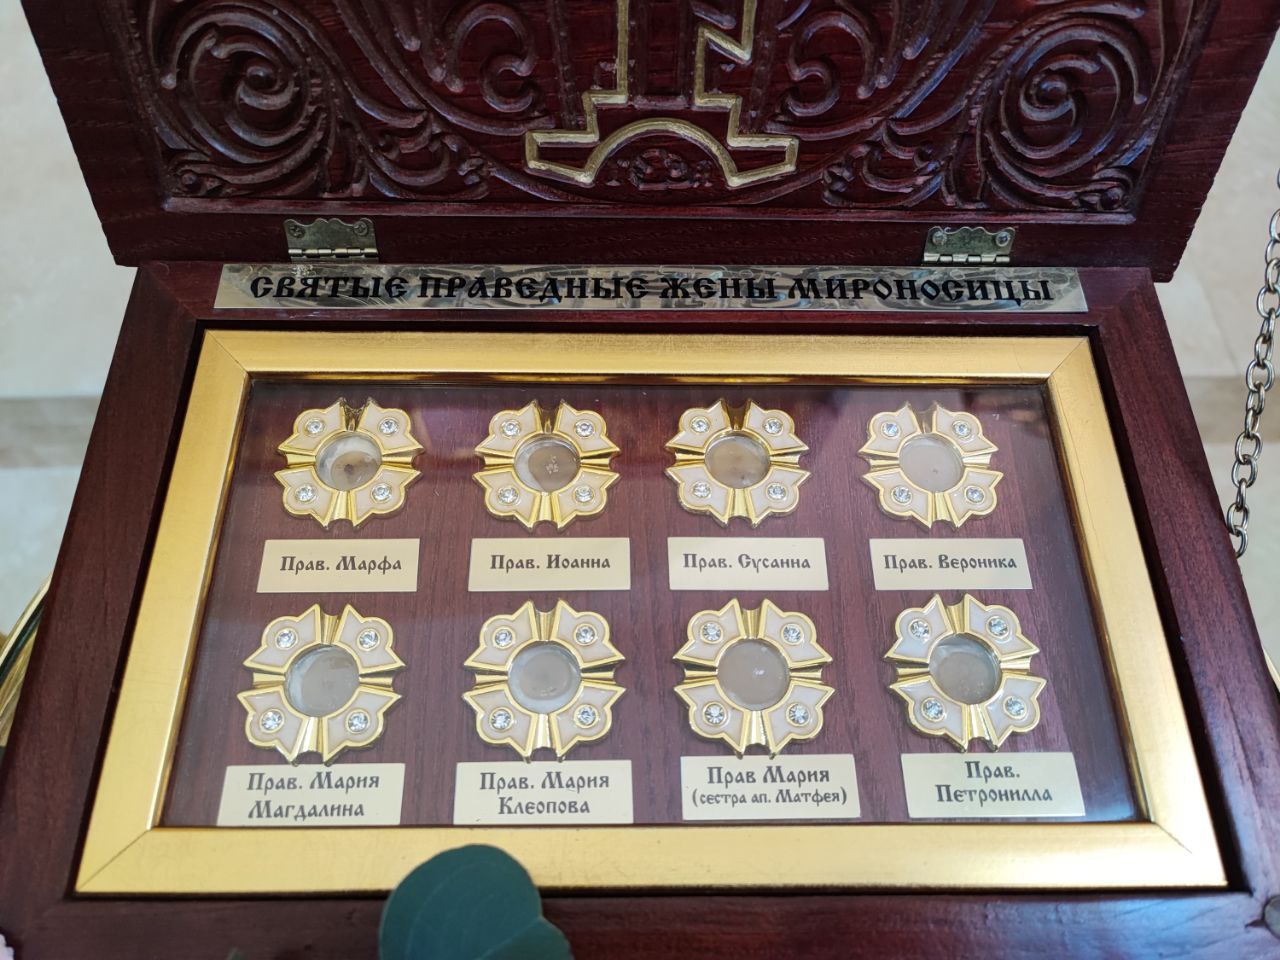 СВЯТЫЕ ПРАВЕДНЫЕ ЖЕНЫ МИРОНОСИЦЫ
Прав. Марфа
Прав. Иоанна
Прав. Сусанна
Прав. Вероника
Прав. Мария
Магдалина
Прав. Мария
Клеопова
Прав Мария
(сестра ап. Матфея)
Прав.
Петронилла